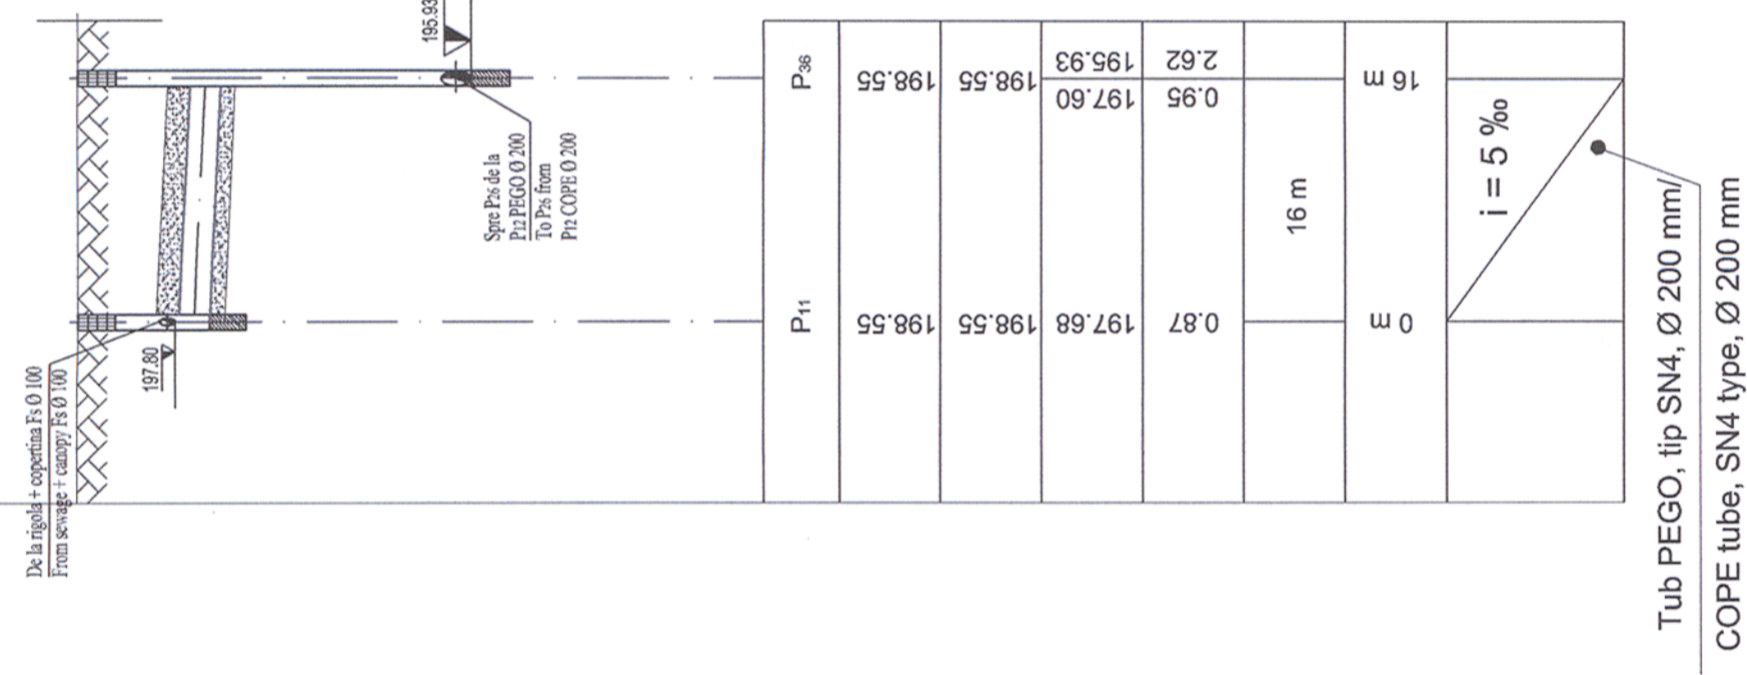 De la rigola + copertina Fs Ø 100
From sewage + canopy Fs Ø 100
197.80
195.93
Spre P26 de la
P12 PEGO Ø 200
To P26 from
P12 COPE Ø 200
P11
P36
198.55
198.55
198.55
198.55
197.68
197.60
195.93
0.87
0.95
2.62
16 m
0 m
16 m
i = 5 ‰
Tub PEGO, tip SN4, Ø 200 mm/
COPE tube, SN4 type, Ø 200 mm